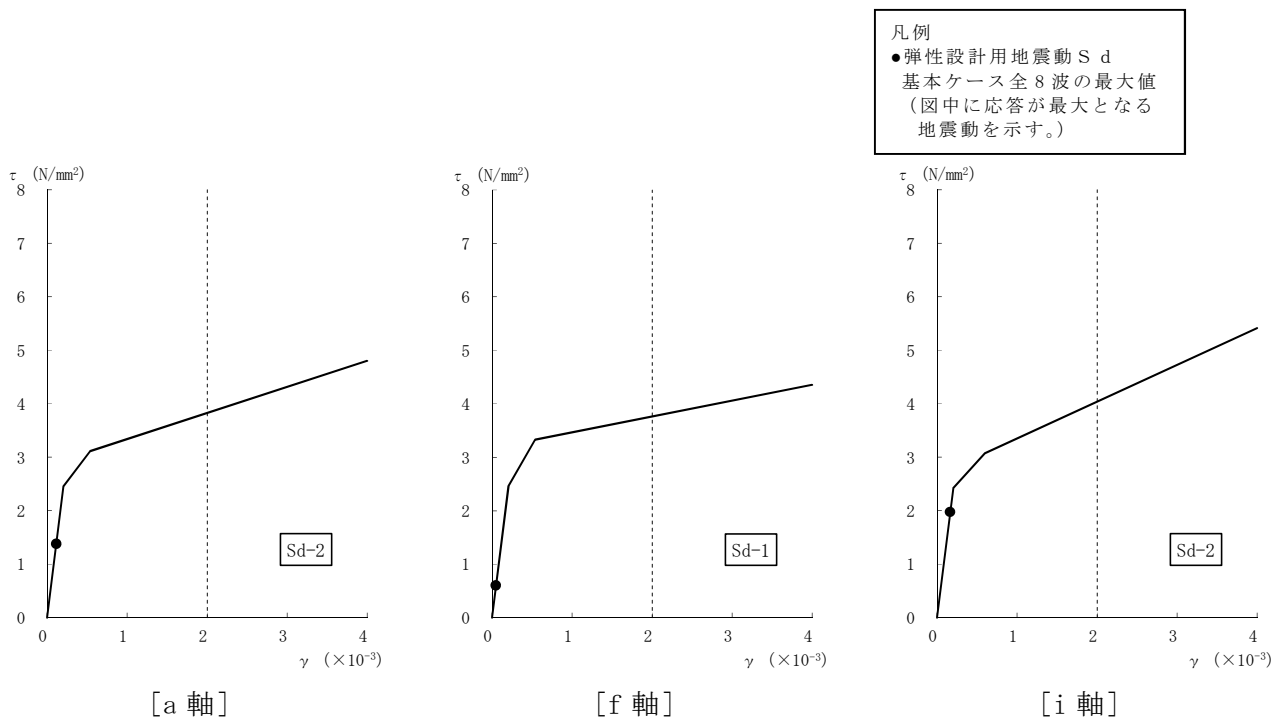 凡例
●弾性設計用地震動Ｓｄ
基本ケース全８波の最大値
（図中に応答が最大となる
地震動を示す。）
τ (N/mm²)
8
7
6
5
4
3
2
1
0
0 1 2 3 4
γ (×10⁻³)
Sd-2
[a 軸]
τ (N/mm²)
8
7
6
5
4
3
2
1
0
0 1 2 3 4
γ (×10⁻³)
Sd-1
[f 軸]
τ (N/mm²)
8
7
6
5
4
3
2
1
0
0 1 2 3 4
γ (×10⁻³)
Sd-2
[i 軸]